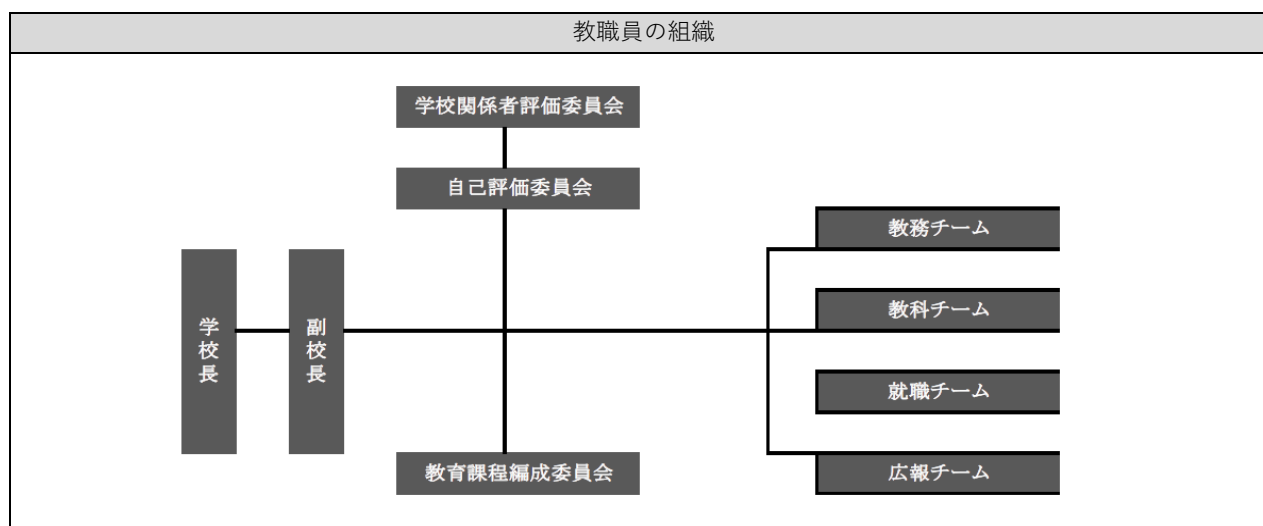 教職員の組織
学校関係者評価委員会
自己評価委員会
教務チーム
学校長
副校長
教科チーム
就職チーム
教育課程編成委員会
広報チーム